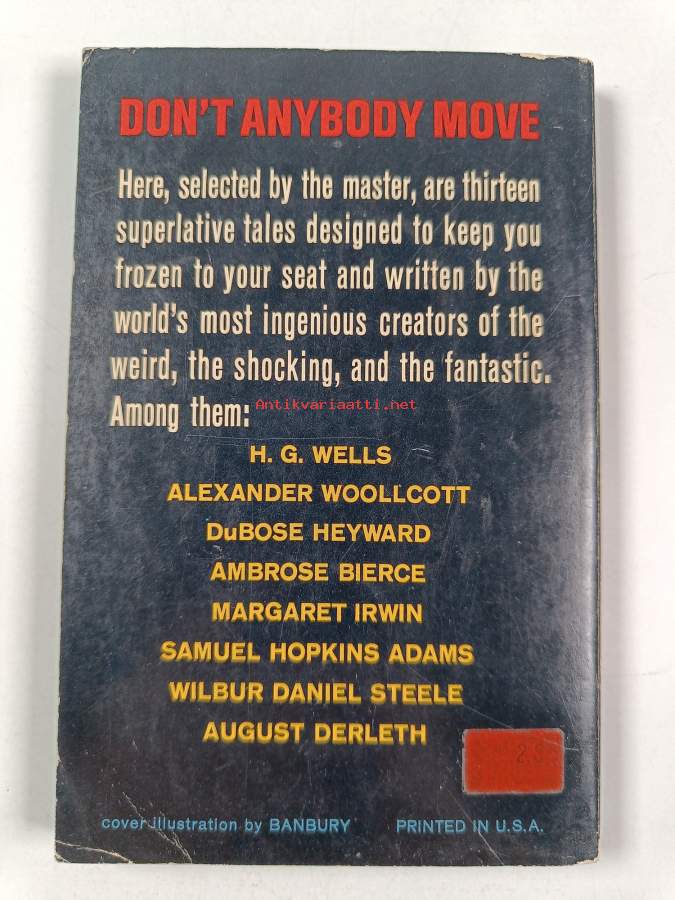 DON'T ANYBODY MOVE
Here, selected by the master, are thirteen
superlative tales designed to keep you
frozen to your seat and written by the
world's most ingenious creators of the
weird, the shocking, and the fantastic.
Among them:
Antikvariaatti.net
H. G. WELLS
ALEXANDER WOOLLCOTT
DuBOSE HEYWARD
AMBROSE BIERCE
MARGARET IRWIN
SAMUEL HOPKINS ADAMS
WILBUR DANIEL STEELE
AUGUST DERLETH
cover illustration by BANBURY PRINTED IN U.S.A.